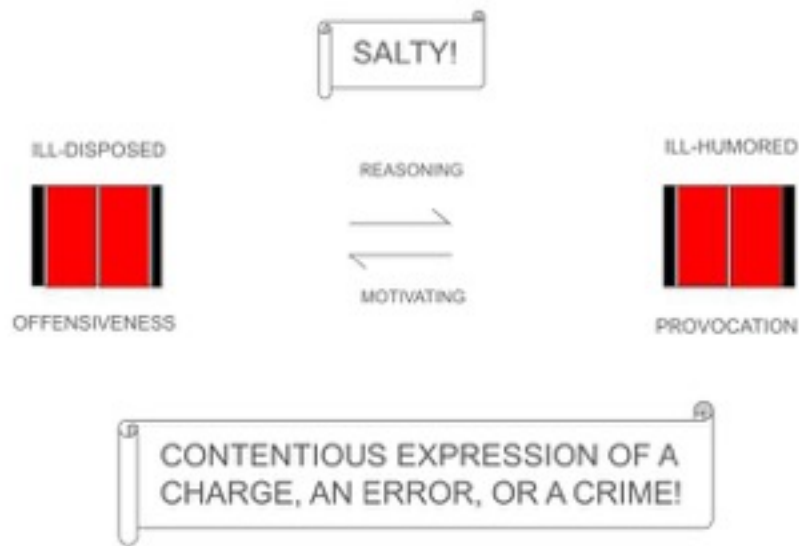 SALTY!
ILL-DISPOSED
ILL-HUMORED
REASONING
MOTIVATING
OFFENSIVENESS
PROVOCATION
CONTENTIOUS EXPRESSION OF A
CHARGE, AN ERROR, OR A CRIME!